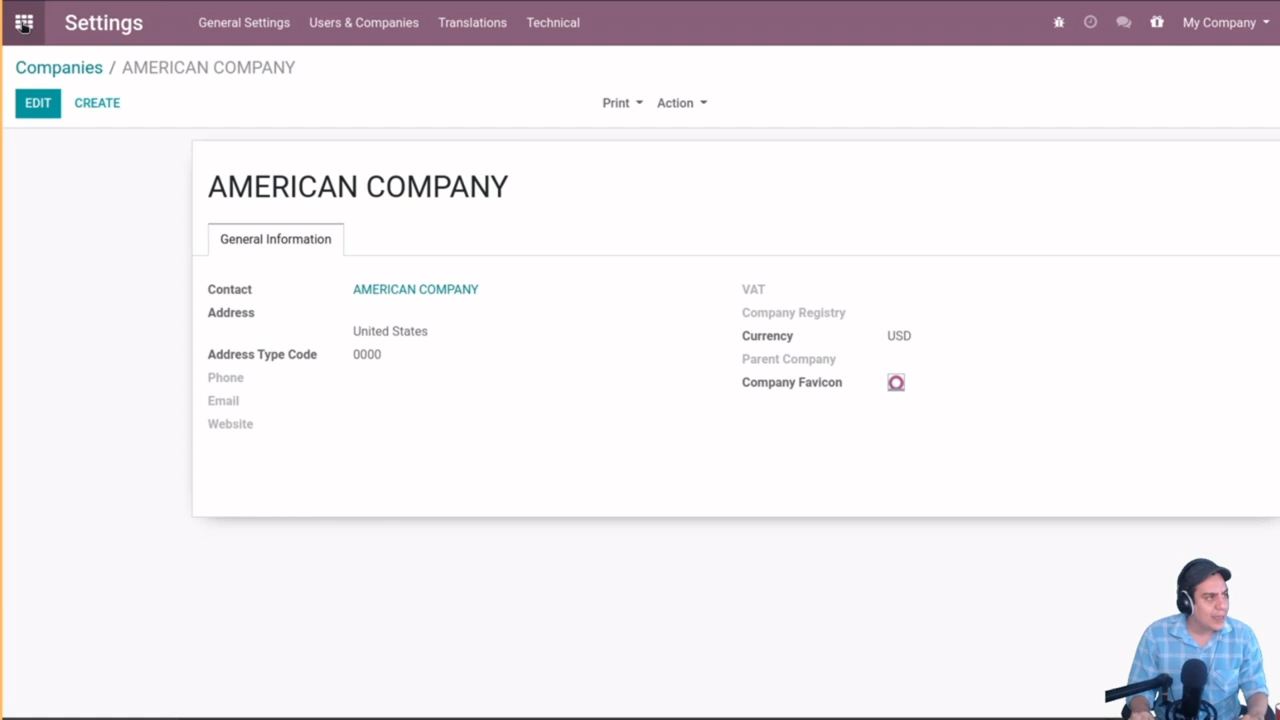 Settings General Settings Users & Companies Translations Technical My Company
Companies / AMERICAN COMPANY
EDIT CREATE Print Action
AMERICAN COMPANY
General Information
Contact AMERICAN COMPANY VAT
Address Company Registry
United States Currency USD
Address Type Code 0000 Parent Company
Phone Company Favicon
Email
Website